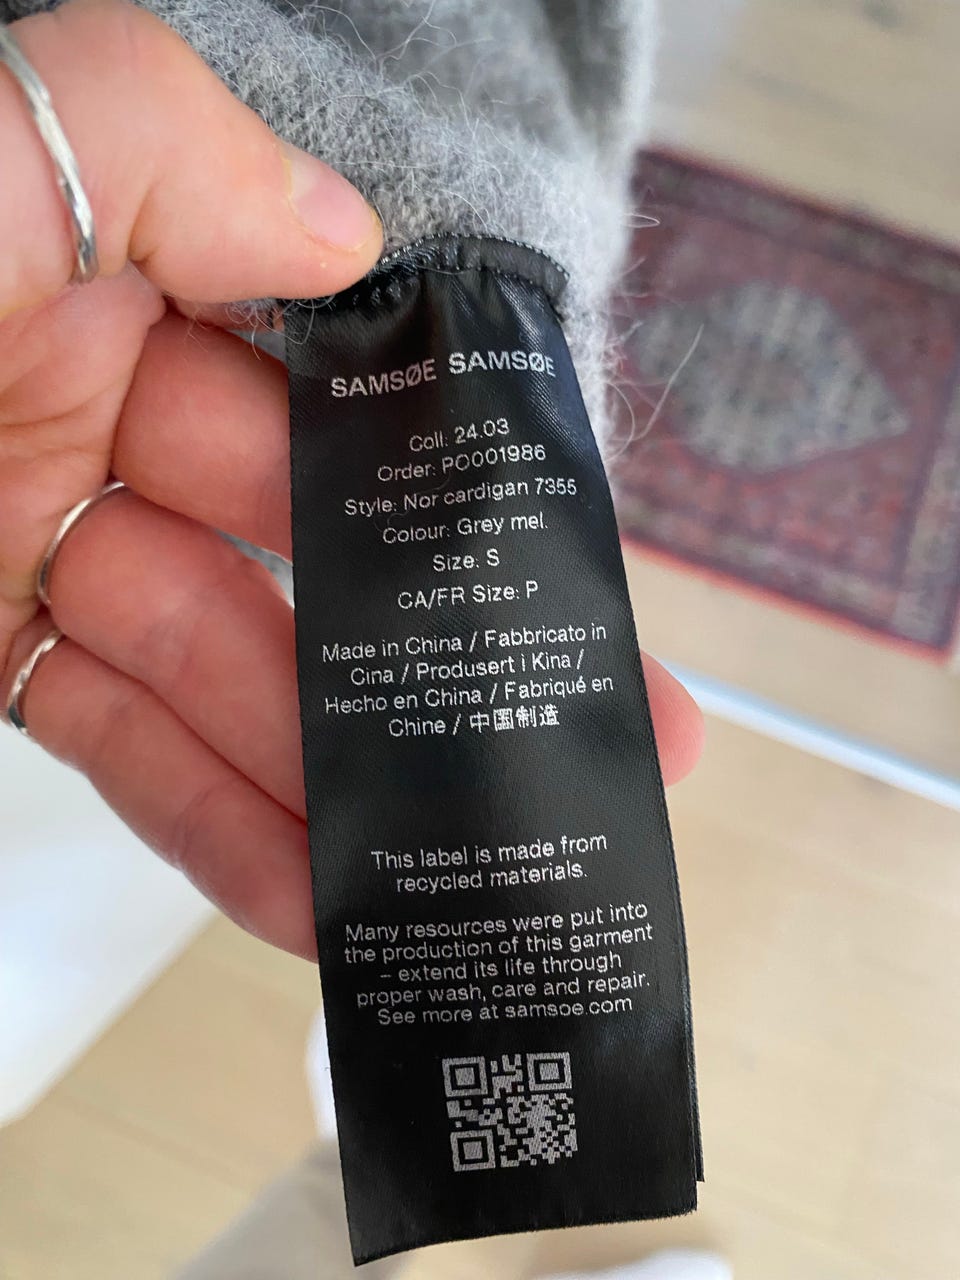 SAMSØE SAMSØE
Coll: 24.03
Order: PO001986
Style: Nor cardigan 7355
Colour: Grey mel.
Size: S
CA/FR Size: P
Made in China / Fabbricato in
Cina / Produsert i Kina /
Hecho en China / Fabriqué en
Chine / 中国制造
This label is made from
recycled materials.
Many resources were put into
the production of this garment
– extend its life through
proper wash, care and repair.
See more at samsoe.com